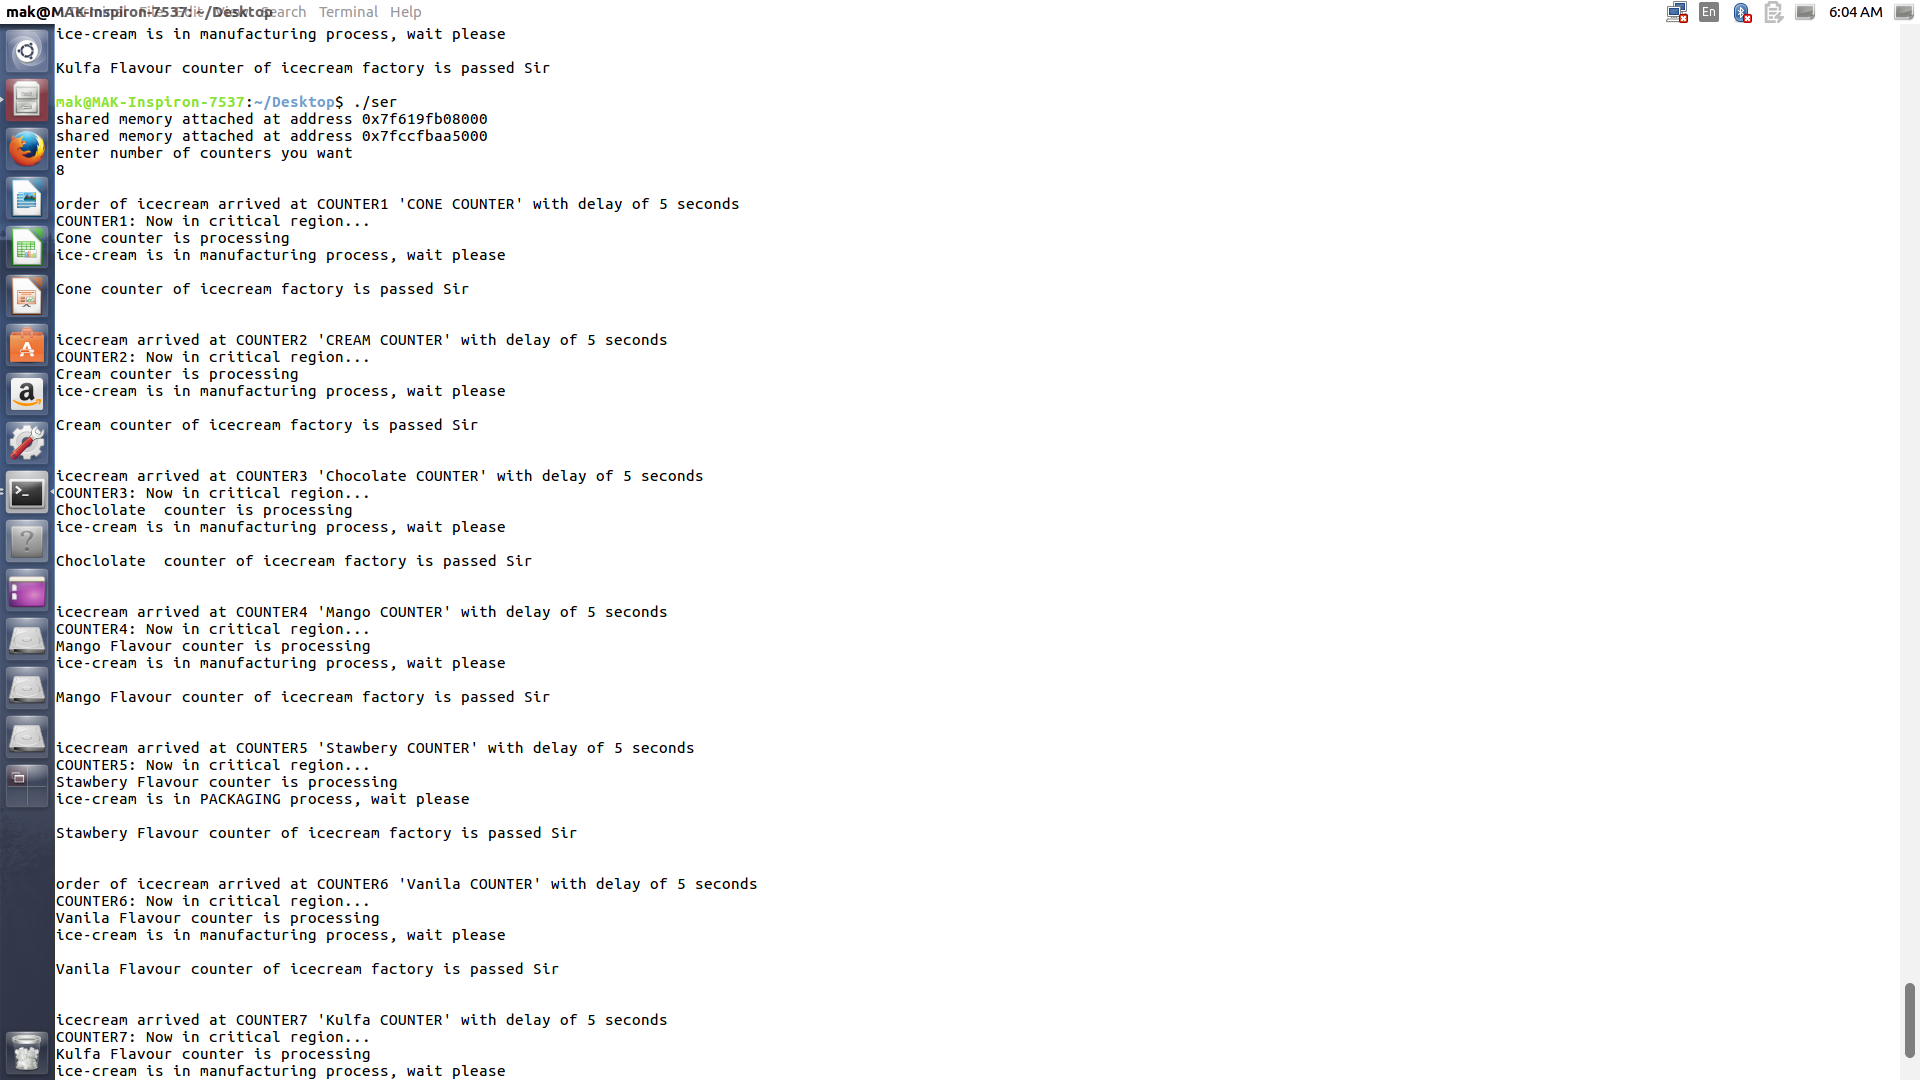 mak@MAK-Inspiron-7537: ~/Desktop Search Terminal Help En 6:04 AM
ice-cream is in manufacturing process, wait please
Kulfa Flavour counter of icecream factory is passed Sir
mak@MAK-Inspiron-7537:~/Desktop$ ./ser
shared memory attached at address 0x7f619fb08000
shared memory attached at address 0x7fccfbaa5000
enter number of counters you want
8
order of icecream arrived at COUNTER1 'CONE COUNTER' with delay of 5 seconds
COUNTER1: Now in critical region...
Cone counter is processing
ice-cream is in manufacturing process, wait please
Cone counter of icecream factory is passed Sir
icecream arrived at COUNTER2 'CREAM COUNTER' with delay of 5 seconds
COUNTER2: Now in critical region...
Cream counter is processing
ice-cream is in manufacturing process, wait please
Cream counter of icecream factory is passed Sir
icecream arrived at COUNTER3 'Chocolate COUNTER' with delay of 5 seconds
COUNTER3: Now in critical region...
Choclolate  counter is processing
ice-cream is in manufacturing process, wait please
Choclolate  counter of icecream factory is passed Sir
icecream arrived at COUNTER4 'Mango COUNTER' with delay of 5 seconds
COUNTER4: Now in critical region...
Mango Flavour counter is processing
ice-cream is in manufacturing process, wait please
Mango Flavour counter of icecream factory is passed Sir
icecream arrived at COUNTER5 'Stawbery COUNTER' with delay of 5 seconds
COUNTER5: Now in critical region...
Stawbery Flavour counter is processing
ice-cream is in PACKAGING process, wait please
Stawbery Flavour counter of icecream factory is passed Sir
order of icecream arrived at COUNTER6 'Vanila COUNTER' with delay of 5 seconds
COUNTER6: Now in critical region...
Vanila Flavour counter is processing
ice-cream is in manufacturing process, wait please
Vanila Flavour counter of icecream factory is passed Sir
icecream arrived at COUNTER7 'Kulfa COUNTER' with delay of 5 seconds
COUNTER7: Now in critical region...
Kulfa Flavour counter is processing
ice-cream is in manufacturing process, wait please